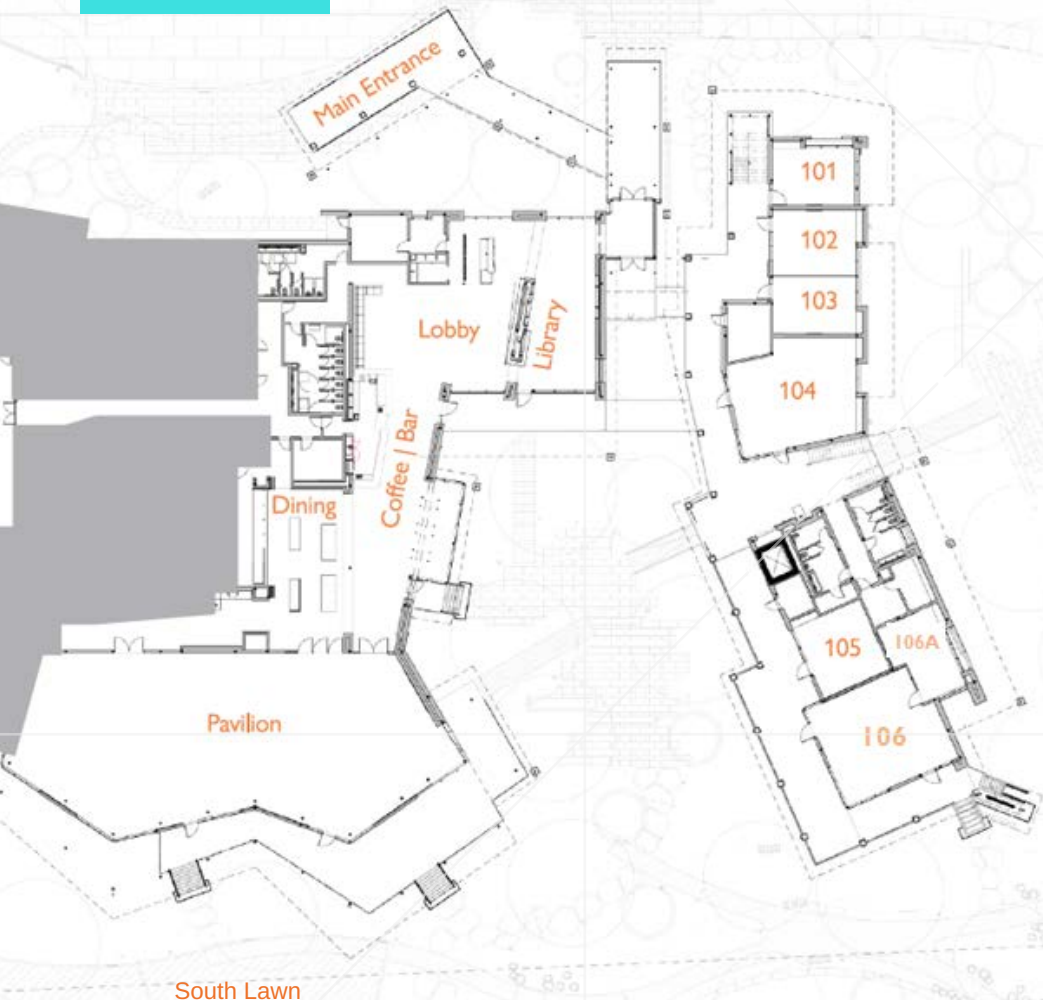 Main Entrance
101
102
103
Lobby
Library
104
Coffee | Bar
Dining
105
106A
106
Pavilion
South Lawn